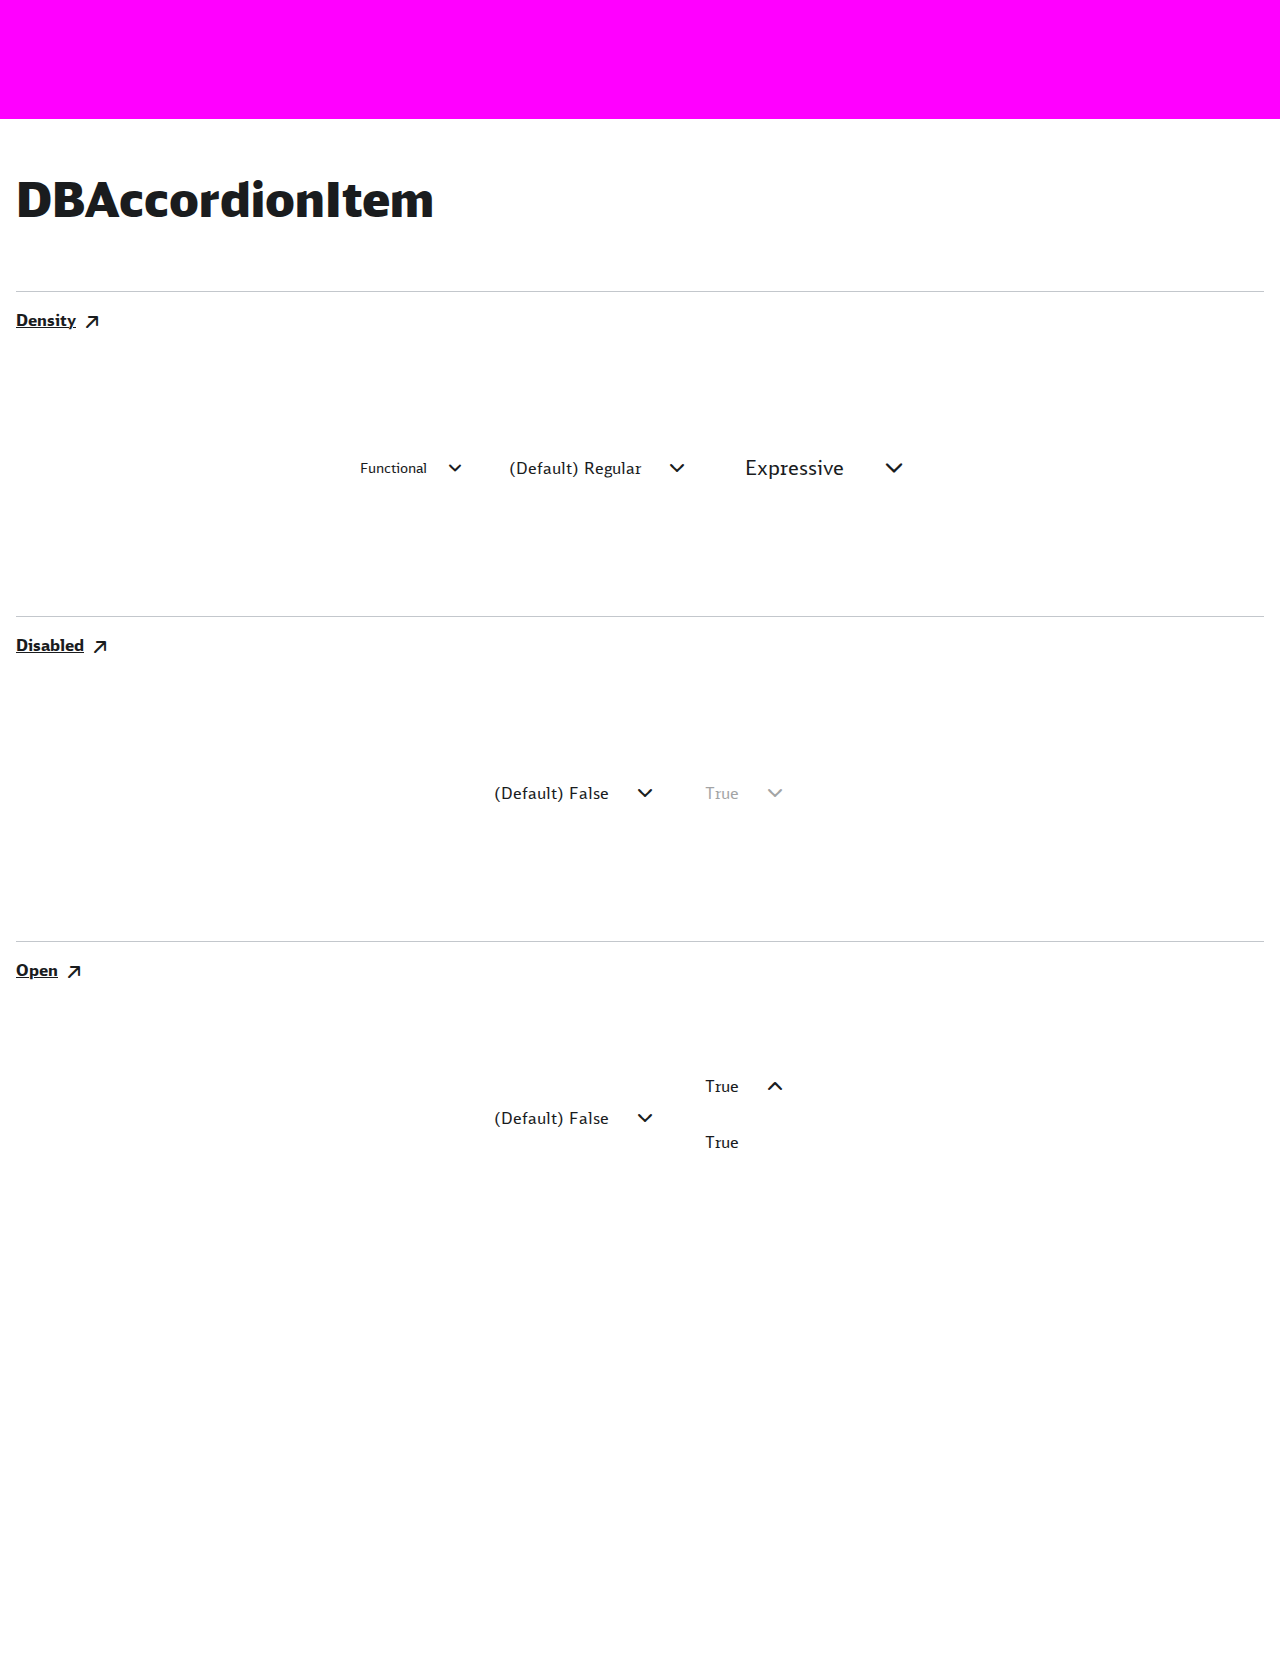 DBAccordionItem
Density
Functional (Default) Regular Expressive
Disabled
(Default) False True
Open
True
(Default) False
True